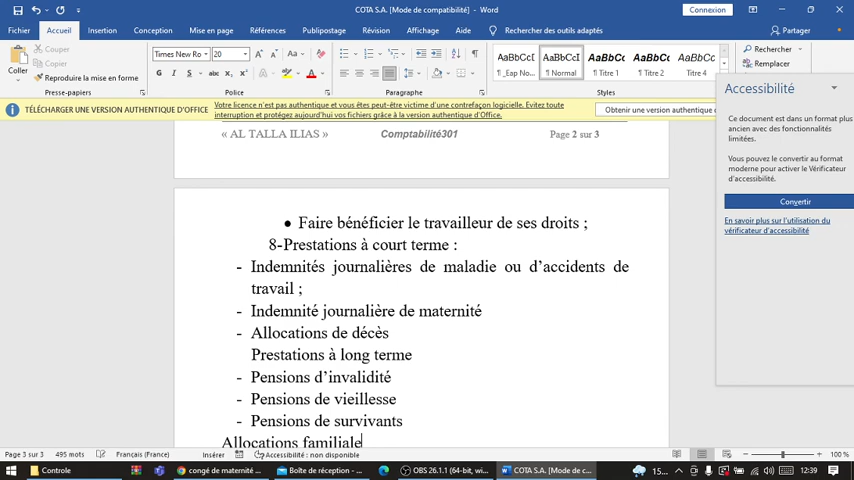 COTA S.A. [Mode de compatibilité] - Word
Connexion
Fichier Accueil Insertion Conception Mise en page Références Publipostage Révision Affichage Aide Rechercher des outils adaptés Partager
Coller
Couper
Copier
Reproduire la mise en forme
Presse-papiers
Times New Ro 20
Police
Paragraphe
AaBbCcI AaBbCcI AaBbCc AaBbCcI AaBbCcI
¶ _Eap No... ¶ Normal ¶ Titre 1 ¶ Titre 2 ¶ Titre 4
Styles
Rechercher
Remplacer
TÉLÉCHARGER UNE VERSION AUTHENTIQUE D'OFFICE
Votre licence n'est pas authentique et vous êtes peut-être victime d'une contrefaçon logicielle. Évitez toute
interruption et protégez aujourd'hui vos fichiers grâce à la version authentique d'Office.
Obtenir une version authentique
Accessibilité
Ce document est dans un format plus
ancien avec des fonctionnalités
limitées.
Vous pouvez le convertir au format
moderne pour activer le Vérificateur
d'accessibilité.
Convertir
En savoir plus sur l'utilisation du
vérificateur d'accessibilité
« AL TALLA ILIAS » Comptabilité301 Page 2 sur 3
• Faire bénéficier le travailleur de ses droits ;
8-Prestations à court terme :
- Indemnités journalières de maladie ou d'accidents de
travail ;
- Indemnité journalière de maternité
- Allocations de décès
Prestations à long terme
- Pensions d'invalidité
- Pensions de vieillesse
- Pensions de survivants
Allocations familiale
Page 3 sur 3 495 mots Français (France) Insérer Accessibilité : non disponible 100 %
Controle congé de maternité ... Boîte de réception - ... OBS 26.1.1 (64-bit, wi... COTA S.A. [Mode de c... 15... 12:39